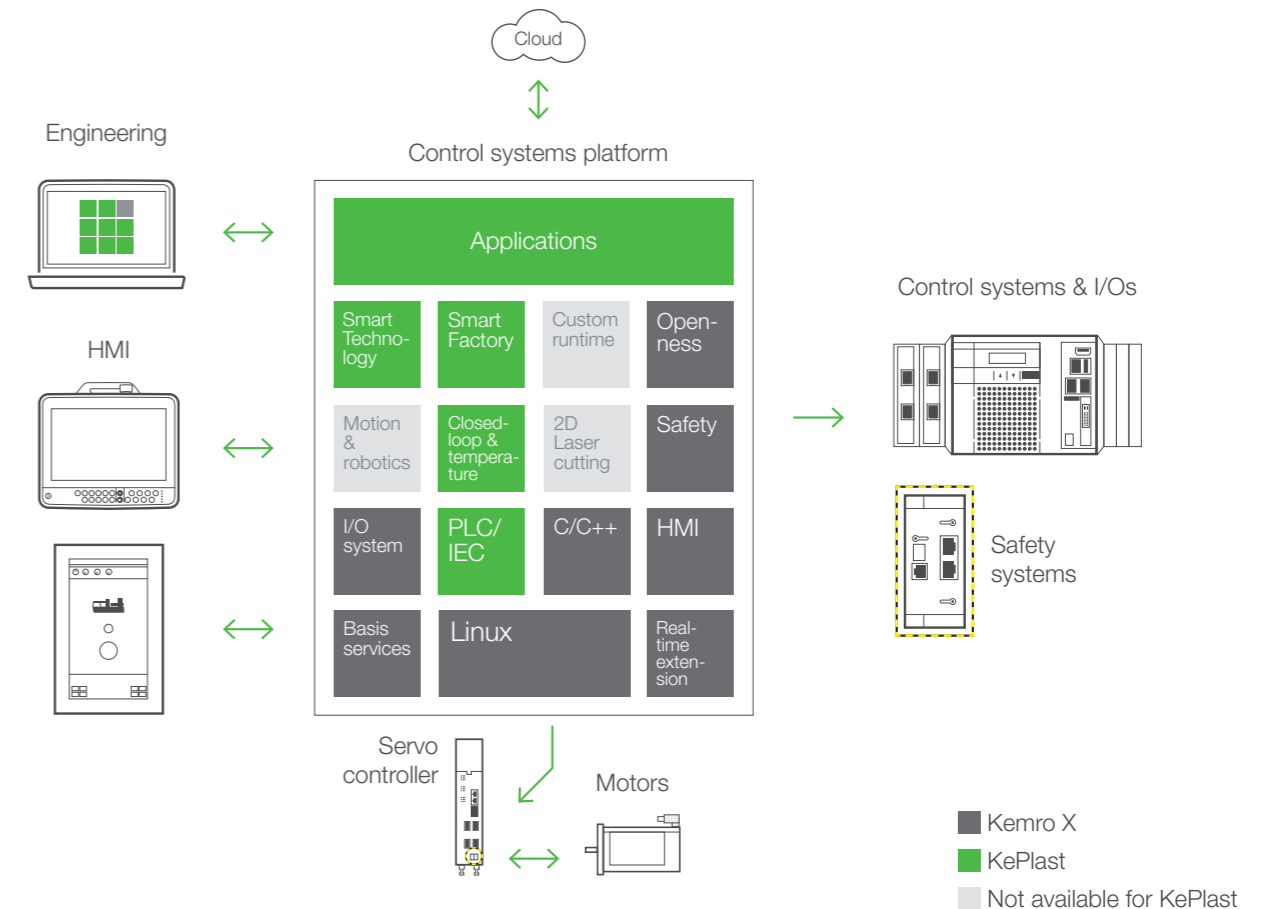 Cloud
Engineering
Control systems platform
Applications
Smart
Techno-
logy
Smart
Factory
Custom
runtime
Open-
ness
HMI
Motion
&
robotics
Closed-
loop &
tempera-
ture
2D
Laser
cutting
Safety
I/O
system
PLC/
IEC
C/C++
HMI
Basis
services
Linux
Real-
time
exten-
sion
Control systems & I/Os
Safety
systems
Servo
controller
Motors
Kemro X
KePlast
Not available for KePlast